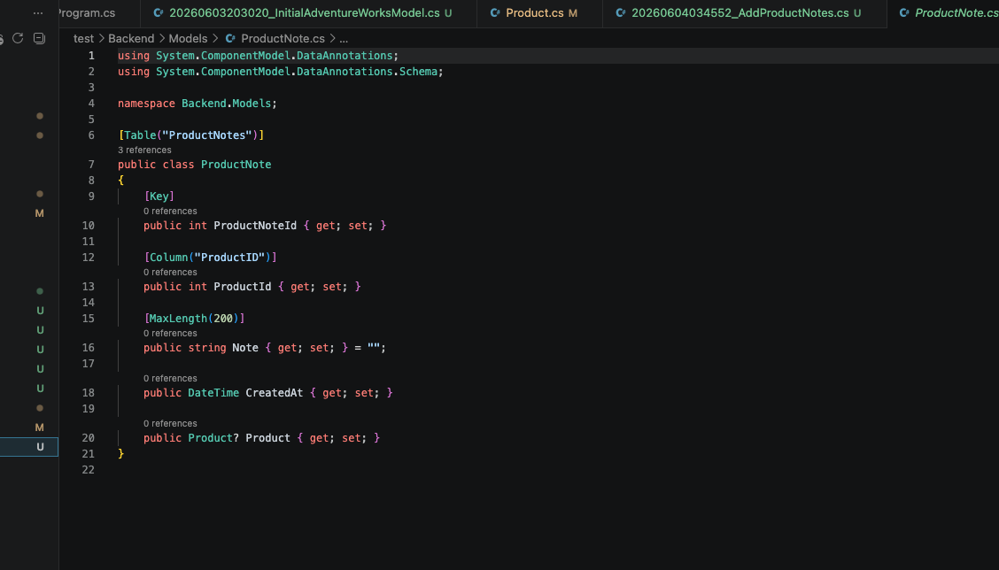 Program.cs
20260603203020_InitialAdventureWorksModel.cs U
Product.cs M
20260604034552_AddProductNotes.cs U
ProductNote.cs
test > Backend > Models > ProductNote.cs > ...
1 using System.ComponentModel.DataAnnotations;
2 using System.ComponentModel.DataAnnotations.Schema;
3
4 namespace Backend.Models;
5
6 [Table("ProductNotes")]
3 references
7 public class ProductNote
8 {
9 [Key]
0 references
10 public int ProductNoteId { get; set; }
11
12 [Column("ProductID")]
0 references
13 public int ProductId { get; set; }
14
15 [MaxLength(200)]
0 references
16 public string Note { get; set; } = "";
17
0 references
18 public DateTime CreatedAt { get; set; }
19
0 references
20 public Product? Product { get; set; }
21 }
22
M
U
U
U
U
U
M
U